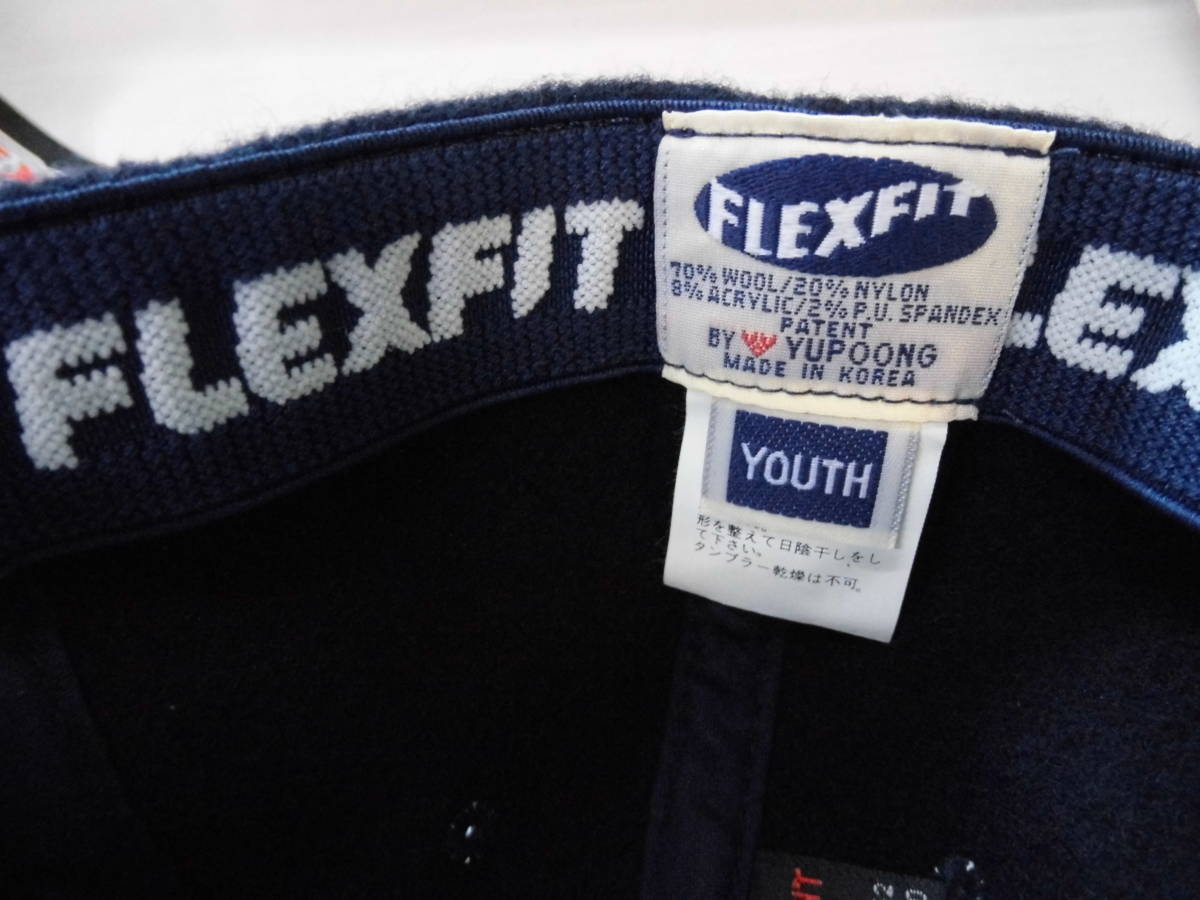 FLEXFIT
FLEXFIT
70% WOOL/20% NYLON
8% ACRYLIC/2% P.U. SPANDEX
PATENT
BY YUPOONG
MADE IN KOREA
YOUTH
形を整えて日陰干しをし
て下さい。
タンブラー乾燥は不可。
LEX